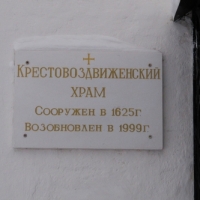 Крестовоздвиженский
храм
Сооружен в 1625г
Возобновлен в 1999г.